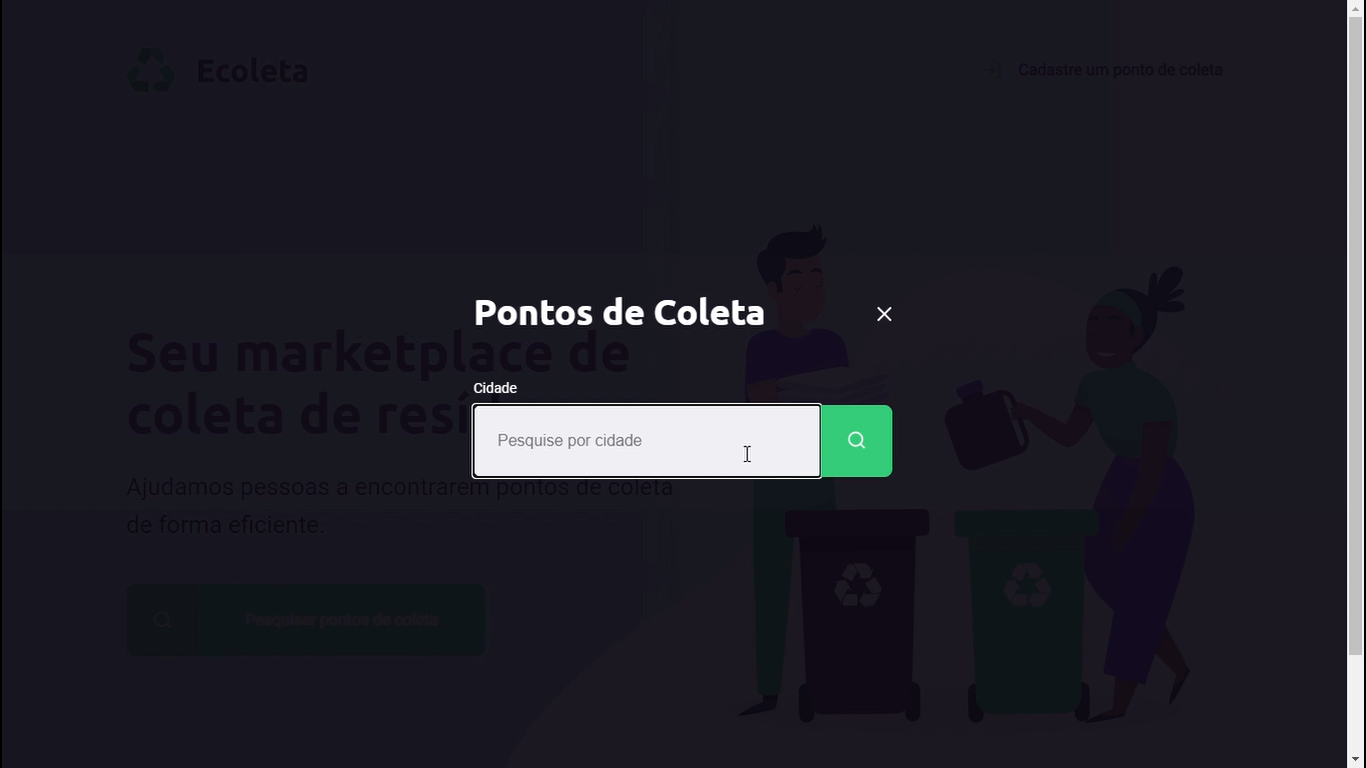 Ecoleta
Cadastre um ponto de coleta
Pontos de Coleta
Seu marketplace de
coleta de resí
Cidade
Pesquise por cidade
Ajudamos pessoas a encontrarem pontos de coleta
de forma eficiente.
Pesquisar pontos de coleta